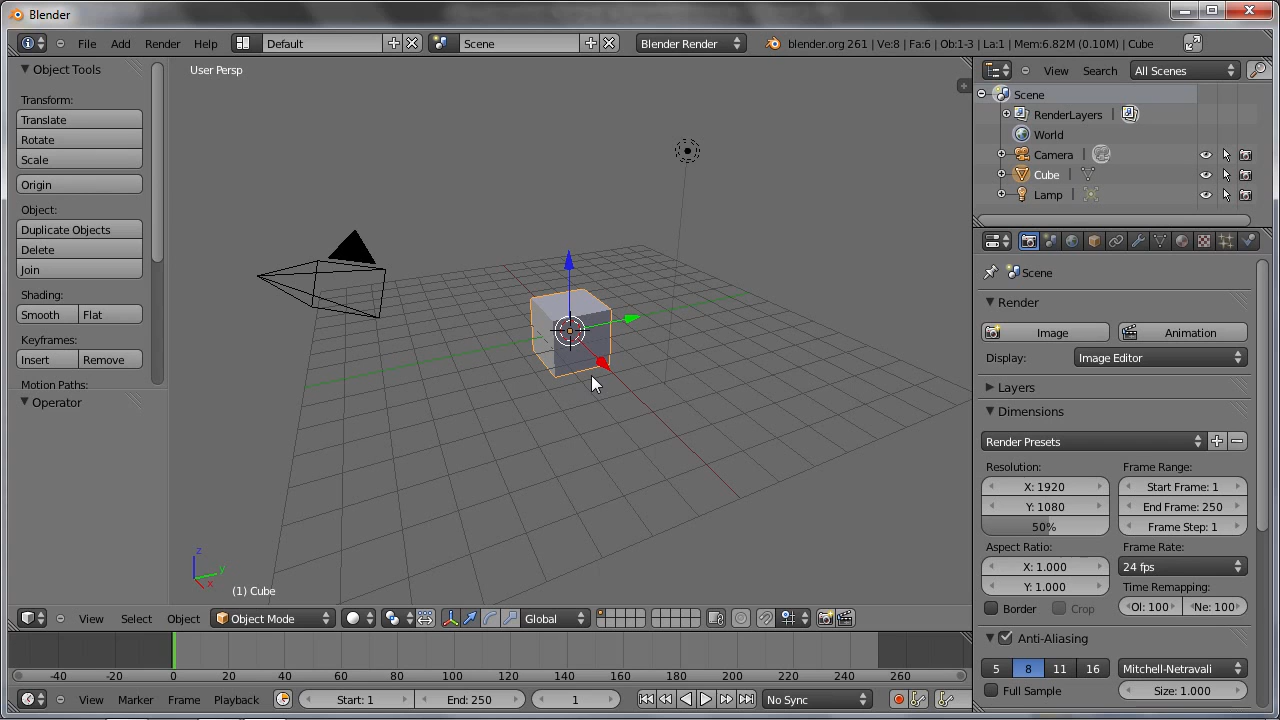 Blender
File Add Render Help Default Scene Blender Render blender.org 261 | Ve:8 | Fa:6 | Ob:1-3 | La:1 | Mem:6.82M (0.10M) | Cube
Object Tools
Transform:
Translate
Rotate
Scale
Origin
Object:
Duplicate Objects
Delete
Join
Shading:
Smooth Flat
Keyframes:
Insert Remove
Motion Paths:
Operator
User Persp
z
y
x
(1) Cube
View Select Object Object Mode Global
-40 -20 0 20 40 60 80 100 120 140 160 180 200 220 240 260
View Marker Frame Playback Start: 1 End: 250 1 No Sync
View Search All Scenes
Scene
RenderLayers |
World
Camera |
Cube |
Lamp |
Scene
Render
Image Animation
Display: Image Editor
Layers
Dimensions
Render Presets
Resolution: Frame Range:
X: 1920 Start Frame: 1
Y: 1080 End Frame: 250
50% Frame Step: 1
Aspect Ratio: Frame Rate:
X: 1.000 24 fps
Y: 1.000 Time Remapping:
Border Crop Ol: 100 Ne: 100
Anti-Aliasing
5 8 11 16 Mitchell-Netravali
Full Sample Size: 1.000